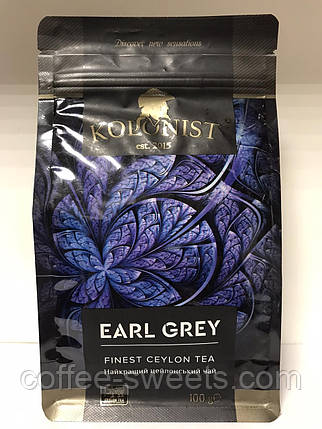 Discover new sensations
KOLONIST
est. 2015
EARL GREY
FINEST CEYLON TEA
Найкращий цейлонський чай
100 g
coffee-sweets.com